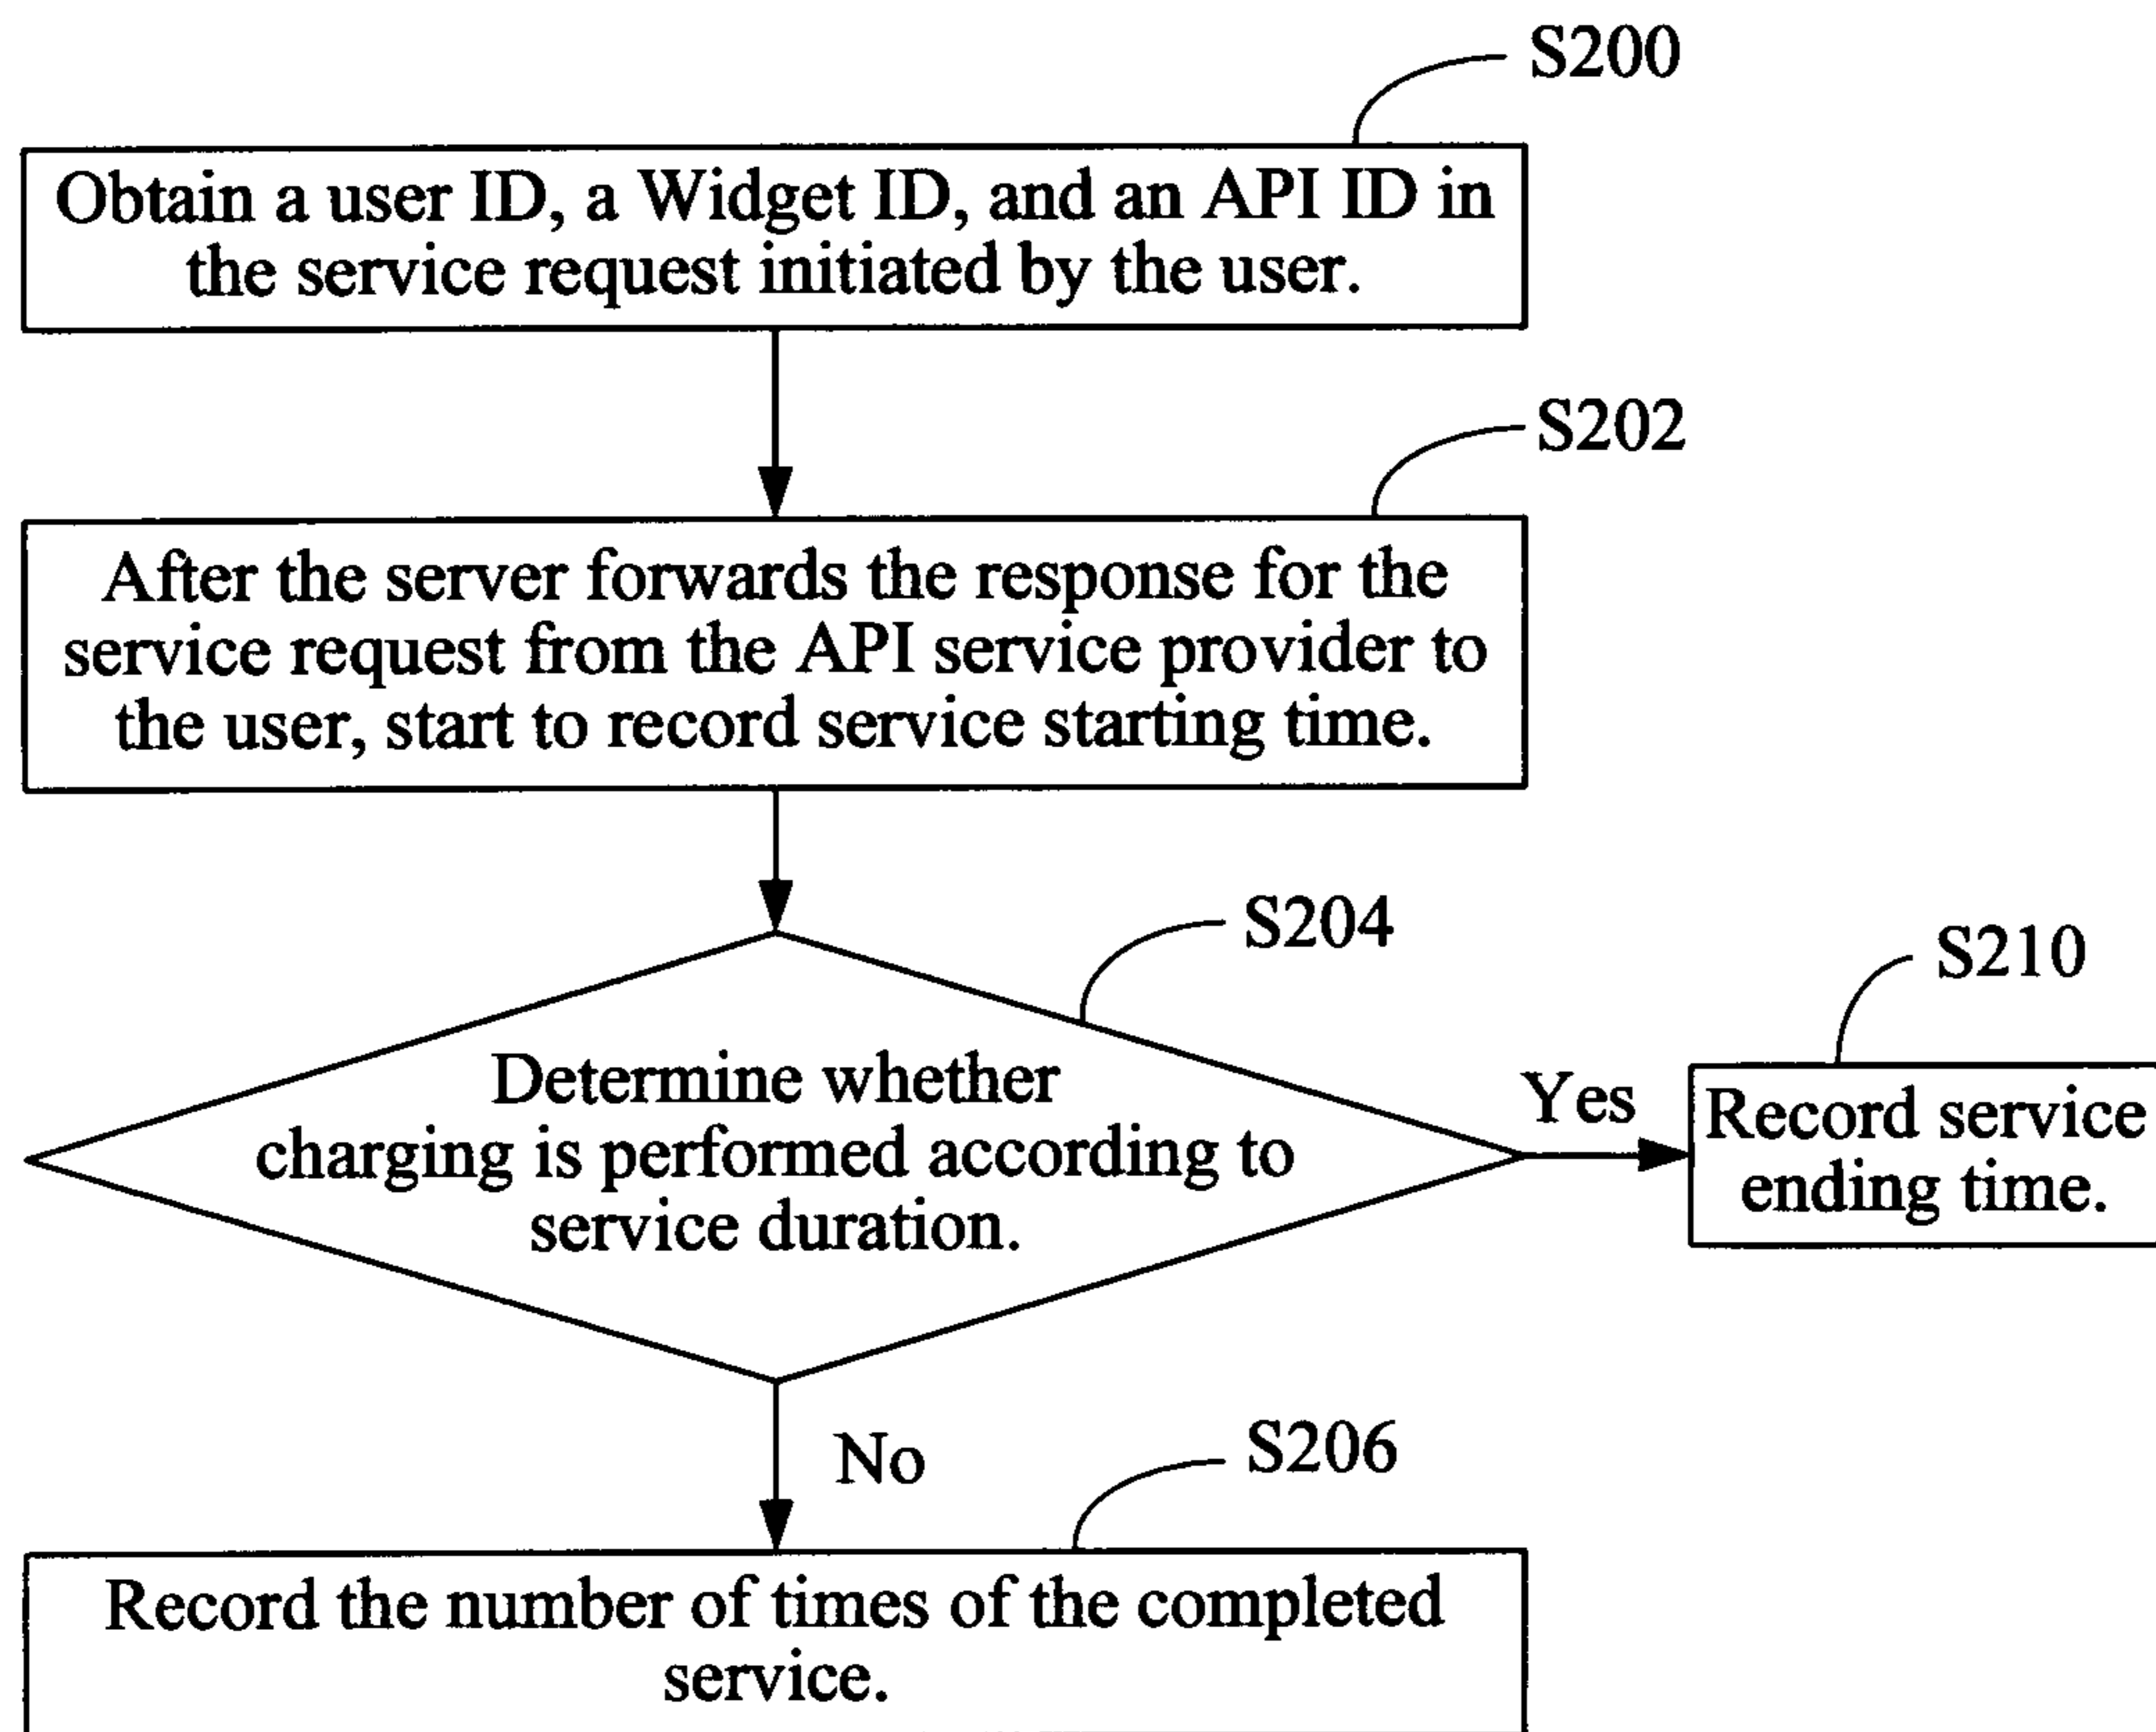 S200
Obtain a user ID, a Widget ID, and an API ID in
the service request initiated by the user.
S202
After the server forwards the response for the
service request from the API service provider to
the user, start to record service starting time.
S204
S210
Determine whether
charging is performed according to
service duration.
Yes
Record service
ending time.
No
S206
Record the number of times of the completed
service.